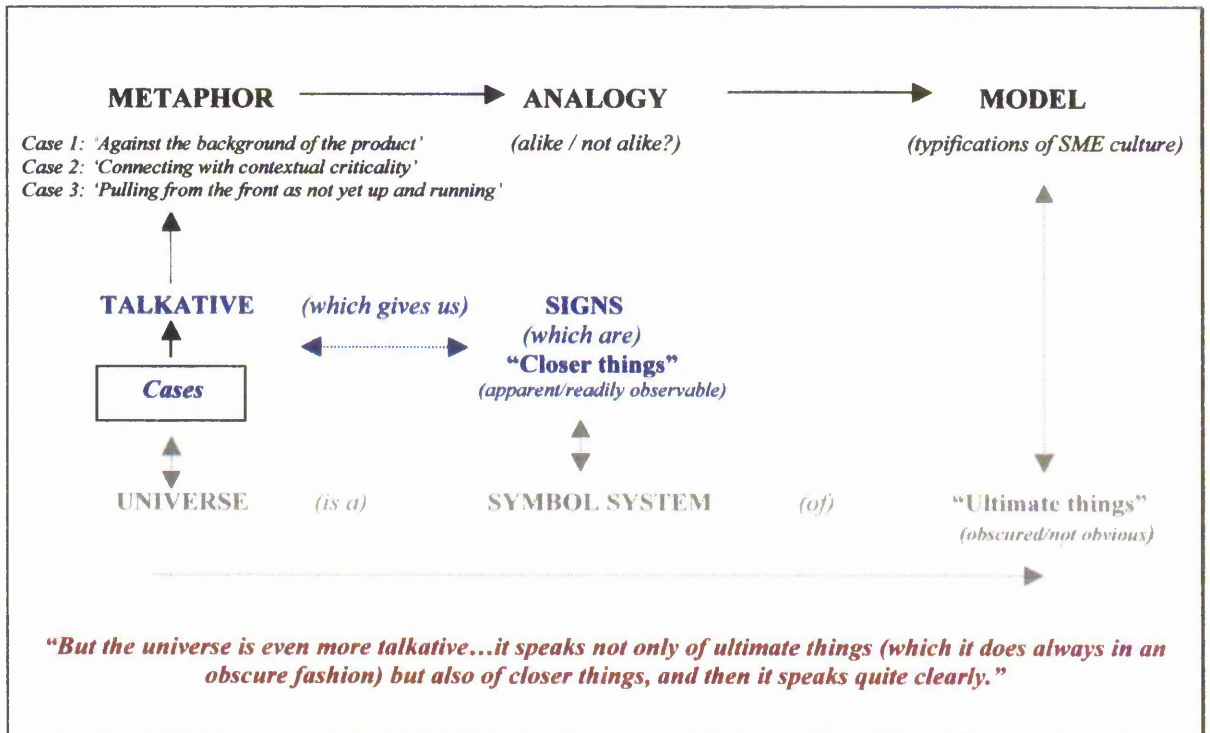 METAPHOR ANALOGY MODEL
Case 1: 'Against the background of the product' (alike / not alike?) (typifications of SME culture)
Case 2: 'Connecting with contextual criticality'
Case 3: 'Pulling from the front as not yet up and running'
TALKATIVE (which gives us) SIGNS
(which are)
“Closer things”
Cases (apparent/readily observable)
UNIVERSE (is a) SYMBOL SYSTEM (of) “Ultimate things”
(obscured/not obvious)
“But the universe is even more talkative...it speaks not only of ultimate things (which it does always in an
obscure fashion) but also of closer things, and then it speaks quite clearly.”